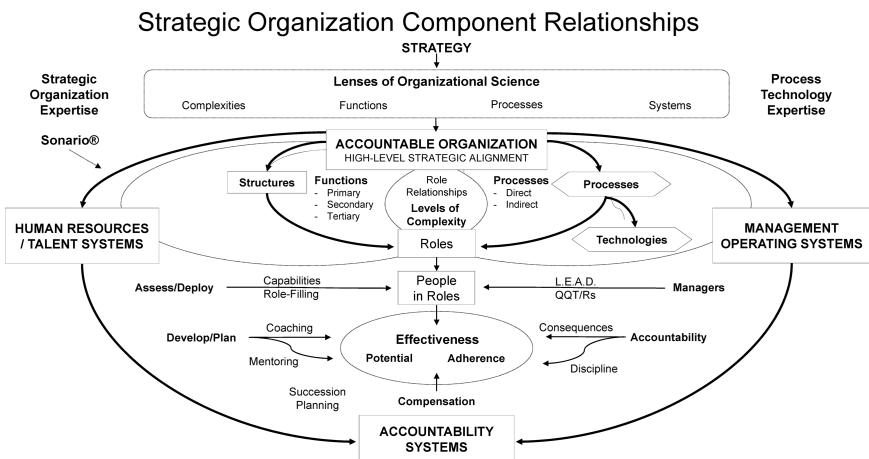 Strategic Organization Component Relationships
STRATEGY
Strategic
Organization
Expertise
Lenses of Organizational Science
Complexities Functions Processes Systems
Process
Technology
Expertise
Sonario®
ACCOUNTABLE ORGANIZATION
HIGH-LEVEL STRATEGIC ALIGNMENT
Structures
Functions
- Primary
- Secondary
- Tertiary
Role
Relationships
Levels of
Complexity
Processes
- Direct
- Indirect
Processes
Technologies
HUMAN RESOURCES
/ TALENT SYSTEMS
Roles
MANAGEMENT
OPERATING SYSTEMS
Assess/Deploy
Capabilities
Role-Filling
People
in Roles
L.E.A.D.
QQT/Rs
Managers
Develop/Plan
Coaching
Mentoring
Effectiveness
Potential Adherence
Consequences
Discipline
Accountability
Succession
Planning
Compensation
ACCOUNTABILITY
SYSTEMS